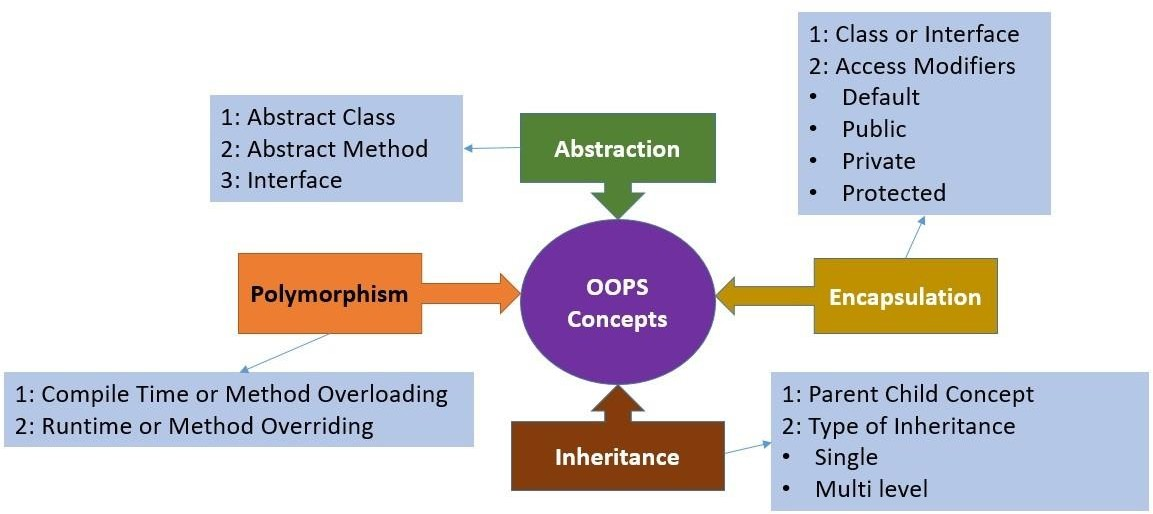 1: Class or Interface
2: Access Modifiers
• Default
• Public
• Private
• Protected
1: Abstract Class
2: Abstract Method
3: Interface
Abstraction
Polymorphism
OOPS
Concepts
Encapsulation
1: Compile Time or Method Overloading
2: Runtime or Method Overriding
Inheritance
1: Parent Child Concept
2: Type of Inheritance
• Single
• Multi level